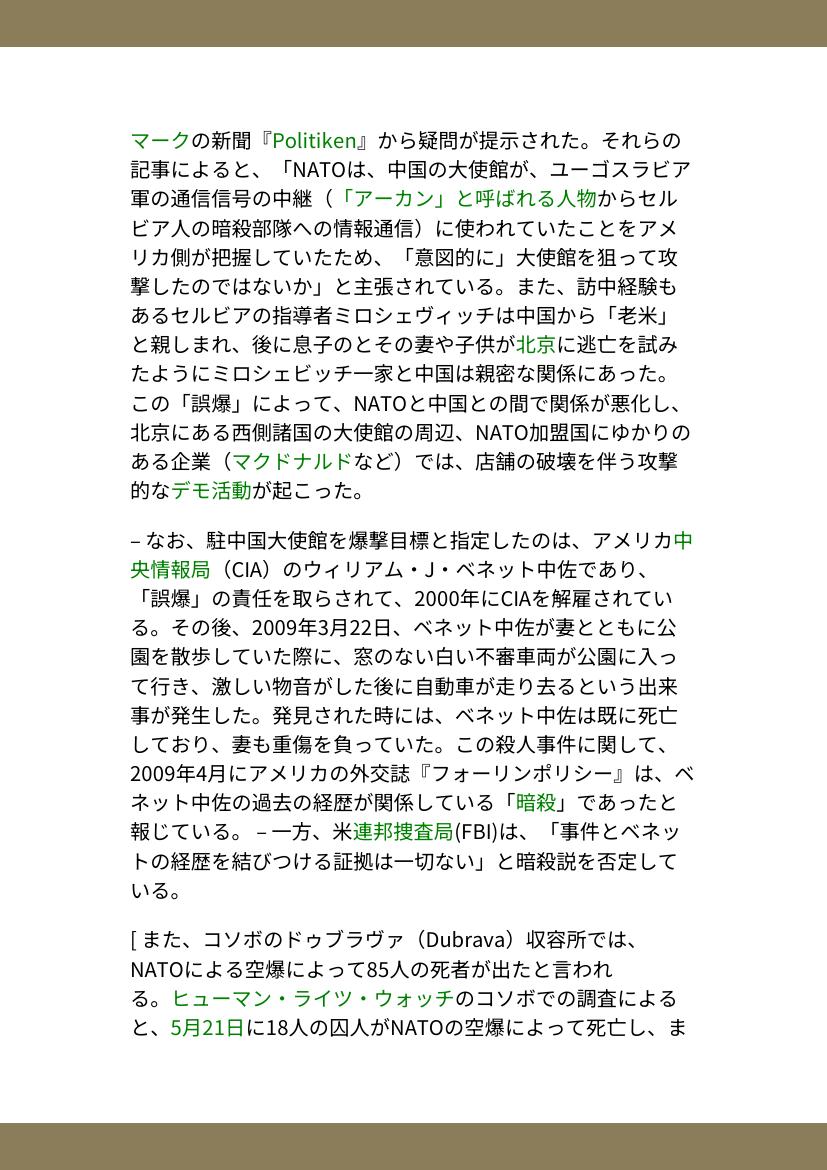 マークの新聞『Politiken』から疑問が提示された。それらの
記事によると、「NATOは、中国の大使館が、ユーゴスラビア
軍の通信信号の中継（「アーカン」と呼ばれる人物からセル
ビア人の暗殺部隊への情報通信）に使われていたことをアメ
リカ側が把握していたため、「意図的に」大使館を狙って攻
撃したのではないか」と主張されている。また、訪中経験も
あるセルビアの指導者ミロシェヴィッチは中国から「老米」
と親しまれ、後に息子のとその妻や子供が北京に逃亡を試み
たようにミロシェビッチ一家と中国は親密な関係にあった。
この「誤爆」によって、NATOと中国との間で関係が悪化し、
北京にある西側諸国の大使館の周辺、NATO加盟国にゆかりの
ある企業（マクドナルドなど）では、店舗の破壊を伴う攻撃
的なデモ活動が起こった。
– なお、駐中国大使館を爆撃目標と指定したのは、アメリカ中
央情報局（CIA）のウィリアム・J・ベネット中佐であり、
「誤爆」の責任を取らされて、2000年にCIAを解雇されてい
る。その後、2009年3月22日、ベネット中佐が妻とともに公
園を散歩していた際に、窓のない白い不審車両が公園に入っ
て行き、激しい物音がした後に自動車が走り去るという出来
事が発生した。発見された時には、ベネット中佐は既に死亡
しており、妻も重傷を負っていた。この殺人事件に関して、
2009年4月にアメリカの外交誌『フォーリンポリシー』は、ベ
ネット中佐の過去の経歴が関係している「暗殺」であったと
報じている。 – 一方、米連邦捜査局(FBI)は、「事件とベネッ
トの経歴を結びつける証拠は一切ない」と暗殺説を否定して
いる。
[ また、コソボのドゥブラヴァ（Dubrava）収容所では、
NATOによる空爆によって85人の死者が出たと言われ
る。ヒューマン・ライツ・ウォッチのコソボでの調査による
と、5月21日に18人の囚人がNATOの空爆によって死亡し、ま